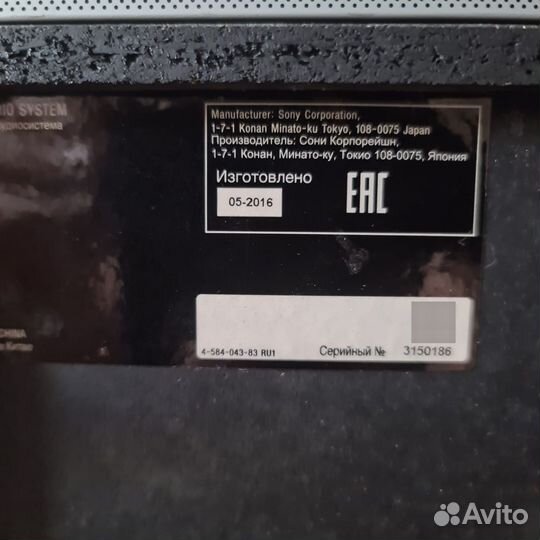 SYSTEM
Manufacturer: Sony Corporation,
1-7-1 Konan Minato-ku Tokyo, 108-0075 Japan
Производитель: Сони Корпорейшн,
1-7-1 Конан, Минато-ку, Токио 108-0075, Япония
Изготовлено
05-2016
EAC
CHINA
Китае
4-584-043-83 RU1
Серийный №
3150186
Avito